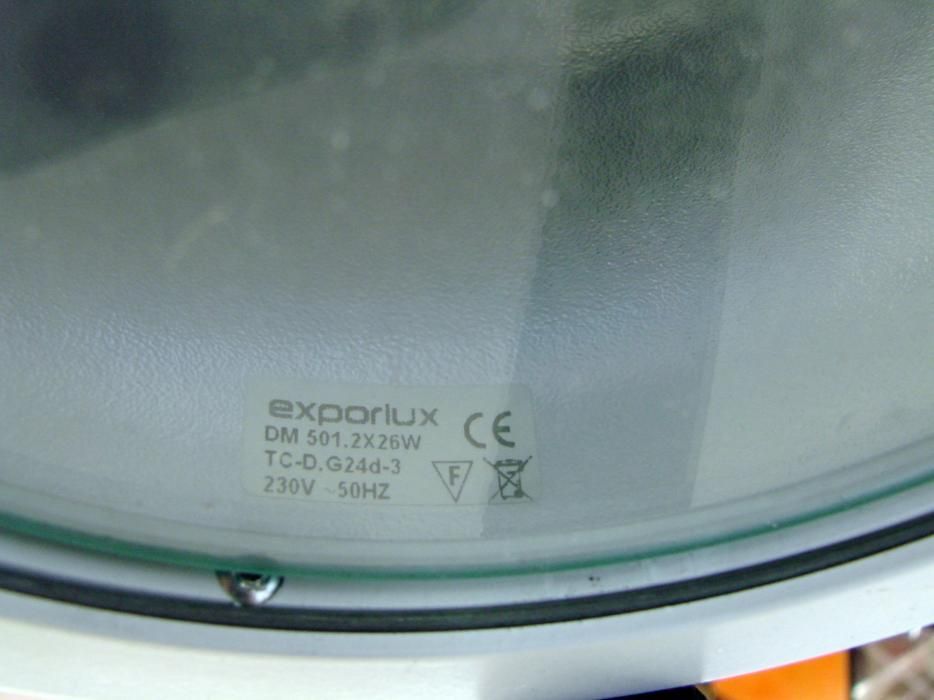 exporlux
CE
DM 501.2X26W
TC-D.G24d-3
F
230V ~50HZ